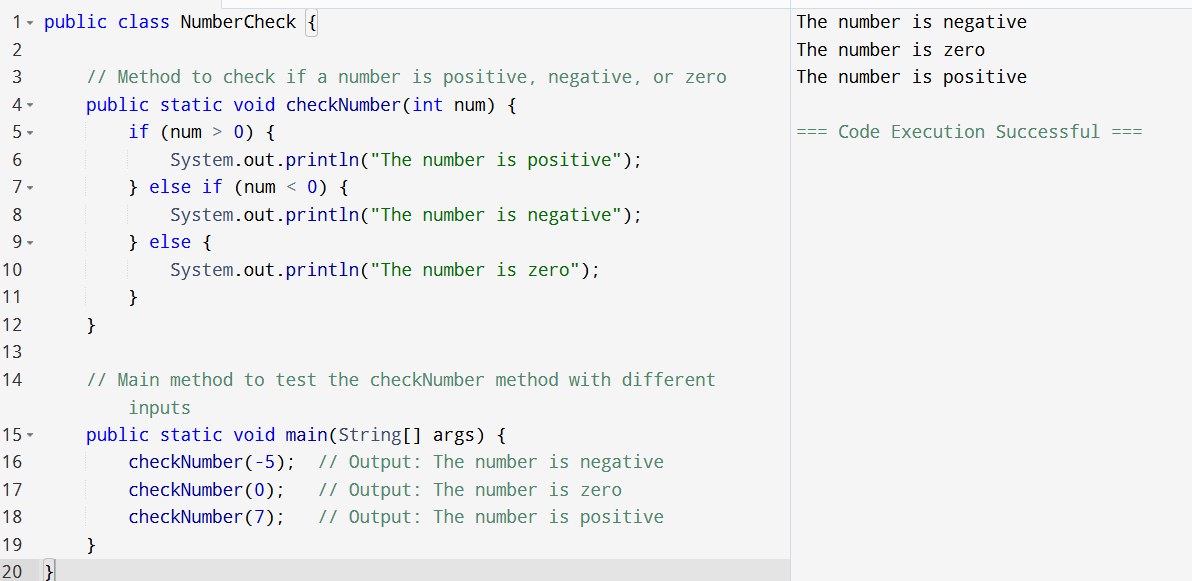 1 public class NumberCheck {
2
3     // Method to check if a number is positive, negative, or zero
4     public static void checkNumber(int num) {
5         if (num > 0) {
6             System.out.println("The number is positive");
7         } else if (num < 0) {
8             System.out.println("The number is negative");
9         } else {
10             System.out.println("The number is zero");
11         }
12     }
13
14     // Main method to test the checkNumber method with different
        inputs
15     public static void main(String[] args) {
16         checkNumber(-5);  // Output: The number is negative
17         checkNumber(0);   // Output: The number is zero
18         checkNumber(7);   // Output: The number is positive
19     }
20 }
The number is negative
The number is zero
The number is positive
=== Code Execution Successful ===